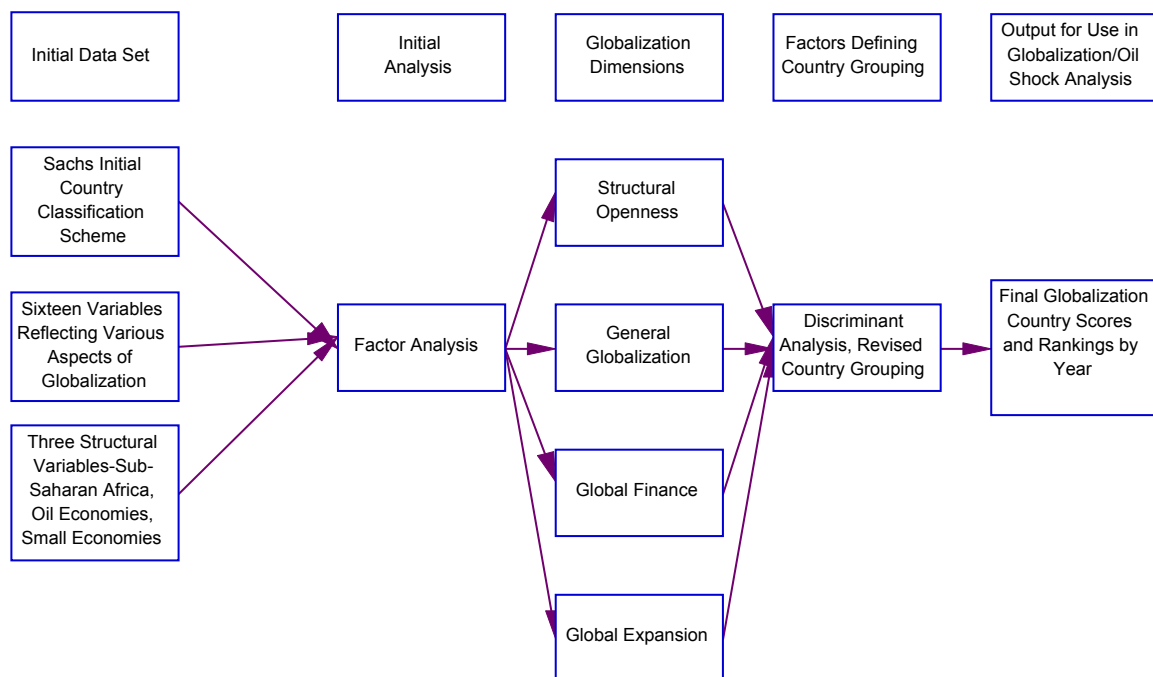 Initial Data Set
Initial
Analysis
Globalization
Dimensions
Factors Defining
Country Grouping
Output for Use in
Globalization/Oil
Shock Analysis
Sachs Initial
Country
Classification
Scheme
Sixteen Variables
Reflecting Various
Aspects of
Globalization
Three Structural
Variables-Sub-
Saharan Africa,
Oil Economies,
Small Economies
Factor Analysis
Structural
Openness
General
Globalization
Global Finance
Global Expansion
Discriminant
Analysis, Revised
Country Grouping
Final Globalization
Country Scores
and Rankings by
Year